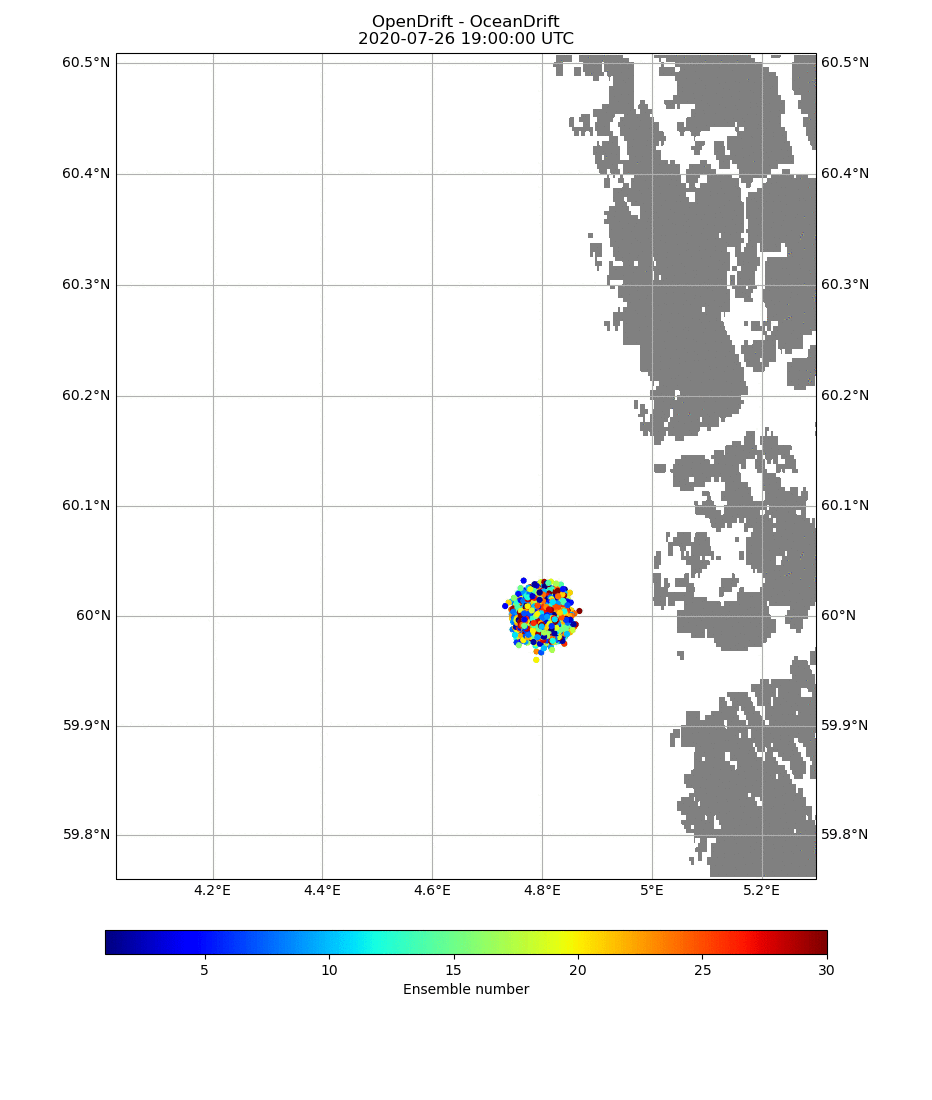 OpenDrift - OceanDrift
2020-07-26 19:00:00 UTC
60.5°N 60.5°N
60.4°N 60.4°N
60.3°N 60.3°N
60.2°N 60.2°N
60.1°N 60.1°N
60°N 60°N
59.9°N 59.9°N
59.8°N 59.8°N
4.2°E 4.4°E 4.6°E 4.8°E 5°E 5.2°E
5 10 15 20 25 30
Ensemble number